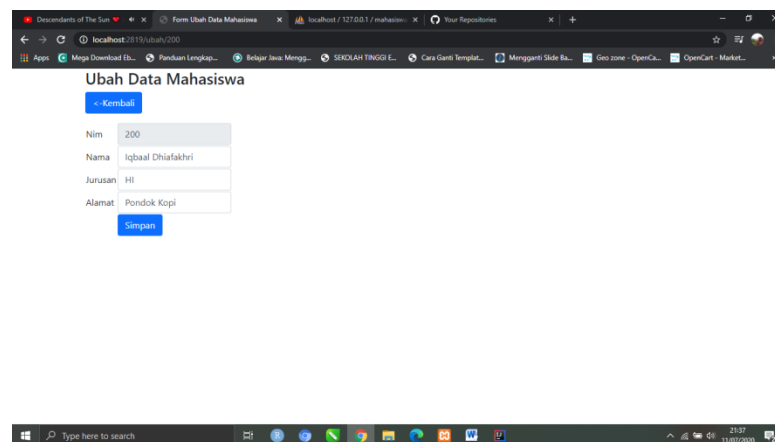 Descendants of The Sun
Form Ubah Data Mahasiswa
localhost / 127.0.0.1 / mahasisw
Your Repositories
localhost:2819/ubah/200
Apps
Mega Download Eb...
Panduan Lengkap...
Belajar Java: Mengg...
SEKOLAH TINGGI E...
Cara Ganti Templat...
Mengganti Slide Ba...
Geo zone - OpenCa...
OpenCart - Market...
Ubah Data Mahasiswa
<-Kembali
Nim 200
Nama Iqbaal Dhiafakhri
Jurusan HI
Alamat Pondok Kopi
Simpan
Type here to search
21:37
11/07/2020